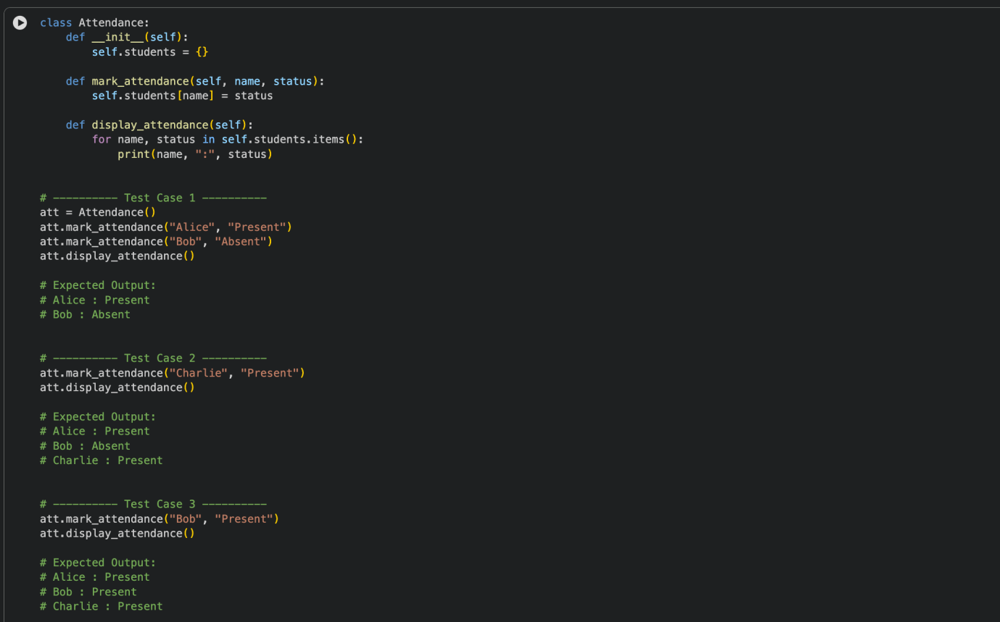 class Attendance:
    def __init__(self):
        self.students = {}

    def mark_attendance(self, name, status):
        self.students[name] = status

    def display_attendance(self):
        for name, status in self.students.items():
            print(name, ":", status)


# ---------- Test Case 1 ----------
att = Attendance()
att.mark_attendance("Alice", "Present")
att.mark_attendance("Bob", "Absent")
att.display_attendance()

# Expected Output:
# Alice : Present
# Bob : Absent


# ---------- Test Case 2 ----------
att.mark_attendance("Charlie", "Present")
att.display_attendance()

# Expected Output:
# Alice : Present
# Bob : Absent
# Charlie : Present


# ---------- Test Case 3 ----------
att.mark_attendance("Bob", "Present")
att.display_attendance()

# Expected Output:
# Alice : Present
# Bob : Present
# Charlie : Present